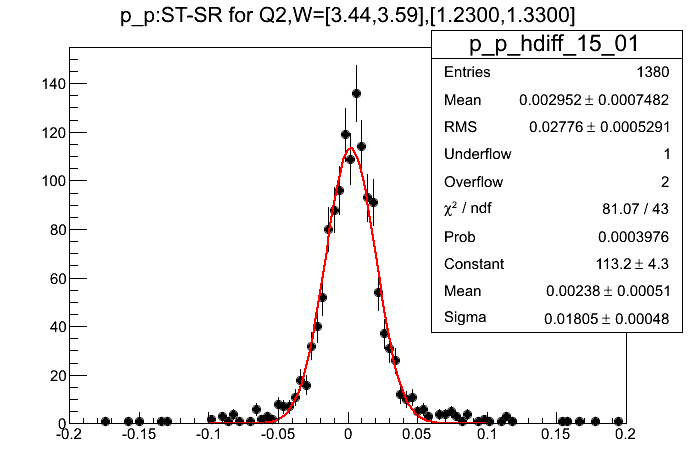 p_p:ST-SR for Q2,W=[3.44,3.59],[1.2300,1.3300]
p_p_hdiff_15_01
Entries 1380
Mean 0.002952 ± 0.0007482
RMS 0.02776 ± 0.0005291
Underflow 1
Overflow 2
χ² / ndf 81.07 / 43
Prob 0.0003976
Constant 113.2 ± 4.3
Mean 0.00238 ± 0.00051
Sigma 0.01805 ± 0.00048
140
120
100
80
60
40
20
0
-0.2 -0.15 -0.1 -0.05 0 0.05 0.1 0.15 0.2